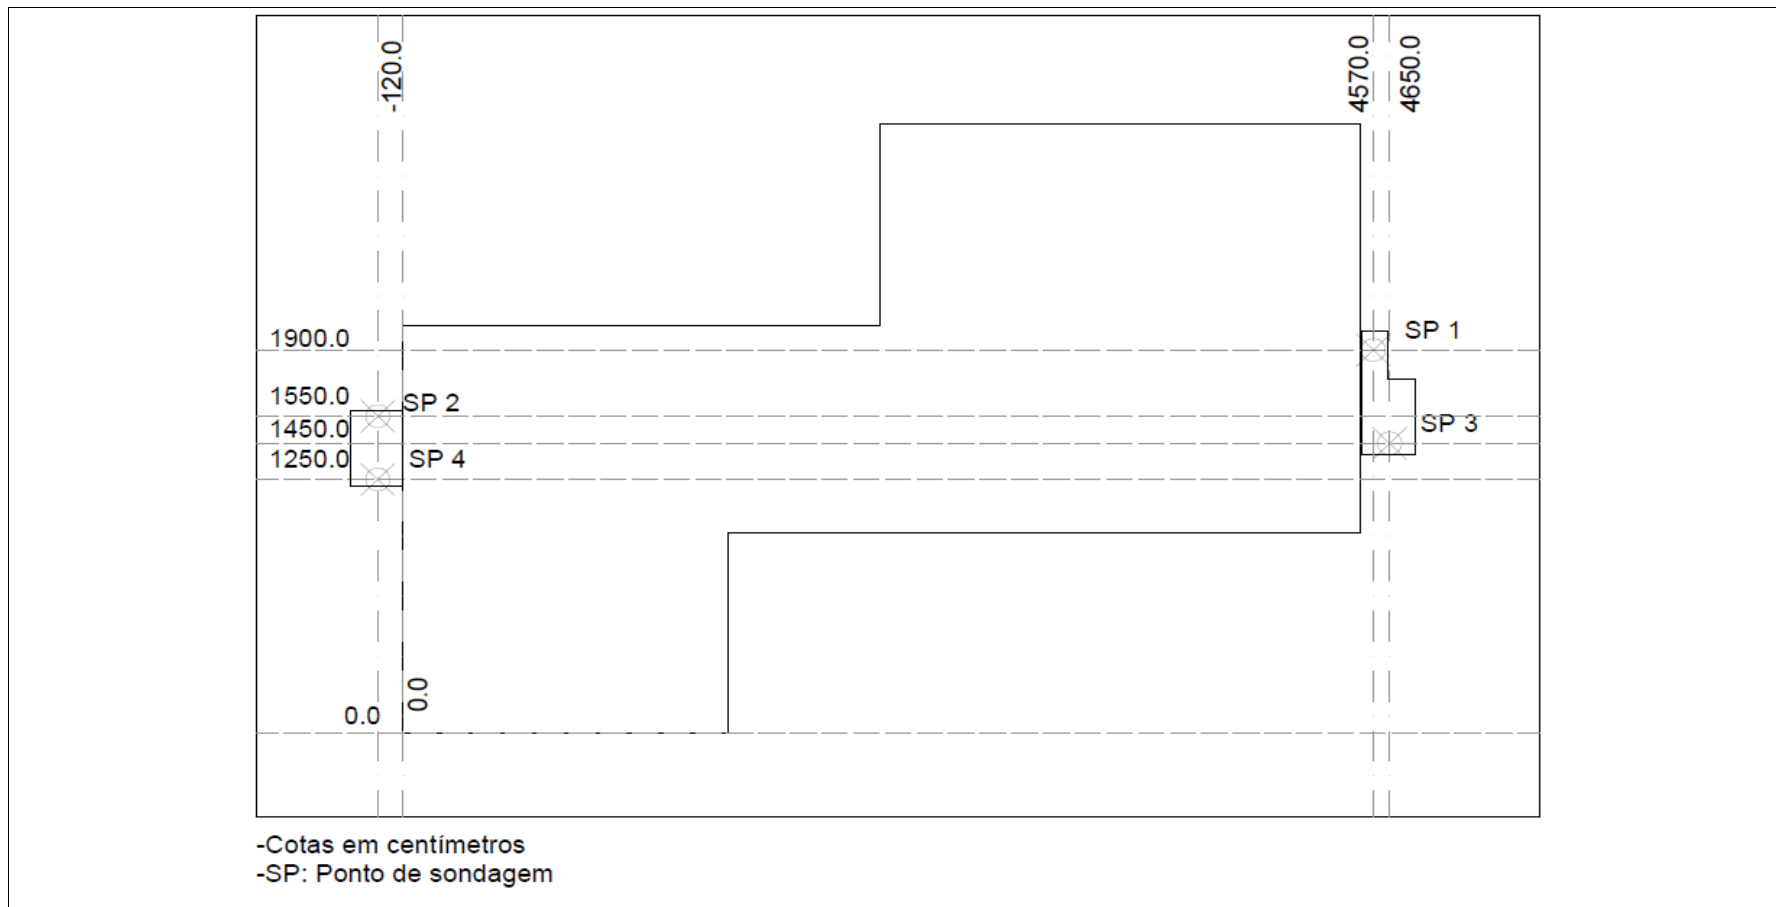 -120.0
4570.0
4650.0
1900.0
SP 1
1550.0
SP 2
1450.0
SP 3
1250.0
SP 4
0.0
0.0
-Cotas em centímetros
-SP: Ponto de sondagem